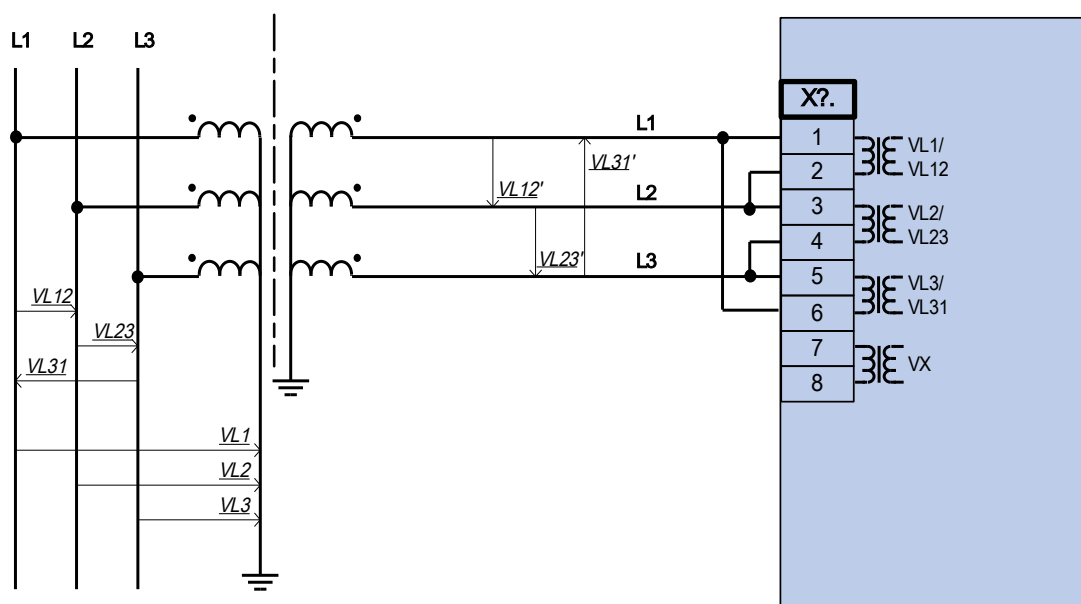 L1 L2 L3
X?.
1
2
3
4
5
6
7
8
VL1/
VL12
VL2/
VL23
VL3/
VL31
VX
L1
L2
L3
VL31'
VL12'
VL23'
VL12
VL23
VL31
VL1
VL2
VL3